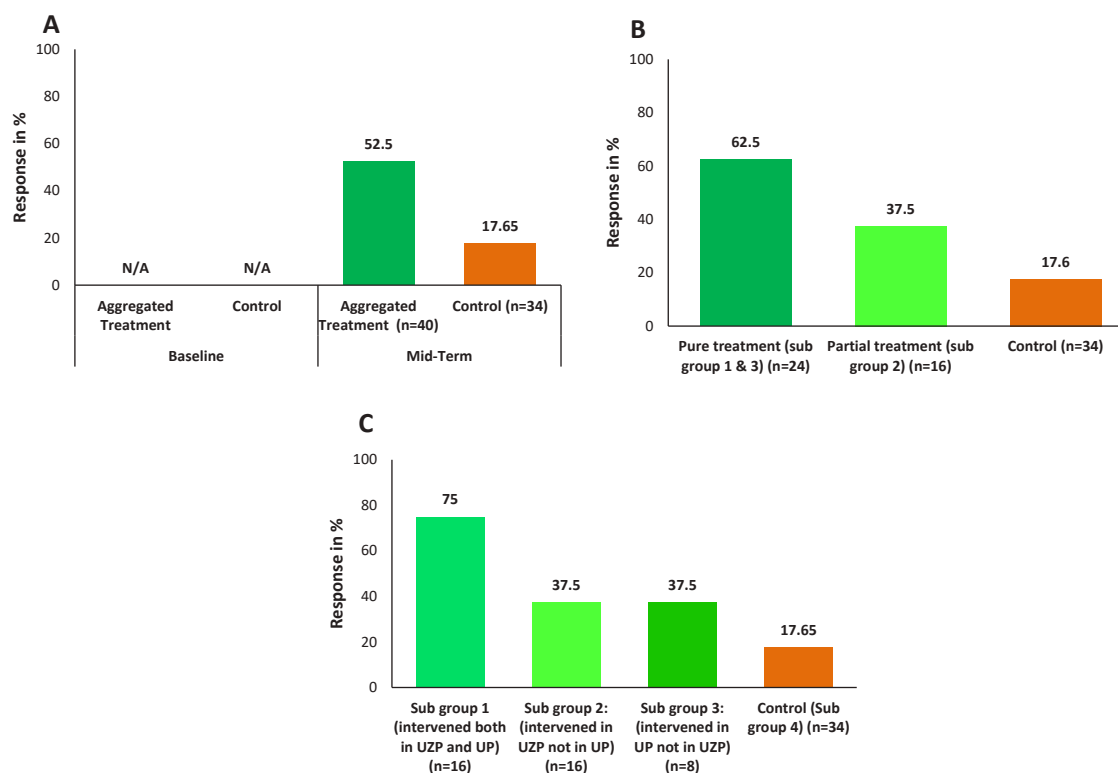 A
Response in %
100
80
60
40
20
0
N/A
N/A
52.5
17.65
Aggregated
Treatment
Control
Aggregated
Treatment (n=40)
Control (n=34)
Baseline
Mid-Term
B
Response in %
100
80
60
40
20
0
62.5
37.5
17.6
Pure treatment (sub
group 1 & 3) (n=24)
Partial treatment (sub
group 2) (n=16)
Control (n=34)
C
Response in %
100
80
60
40
20
0
75
37.5
37.5
17.65
Sub group 1
(intervened both
in UZP and UP)
(n=16)
Sub group 2:
(intervened in
UZP not in UP)
(n=16)
Sub group 3:
(intervened in
UP not in UZP)
(n=8)
Control (Sub
group 4) (n=34)